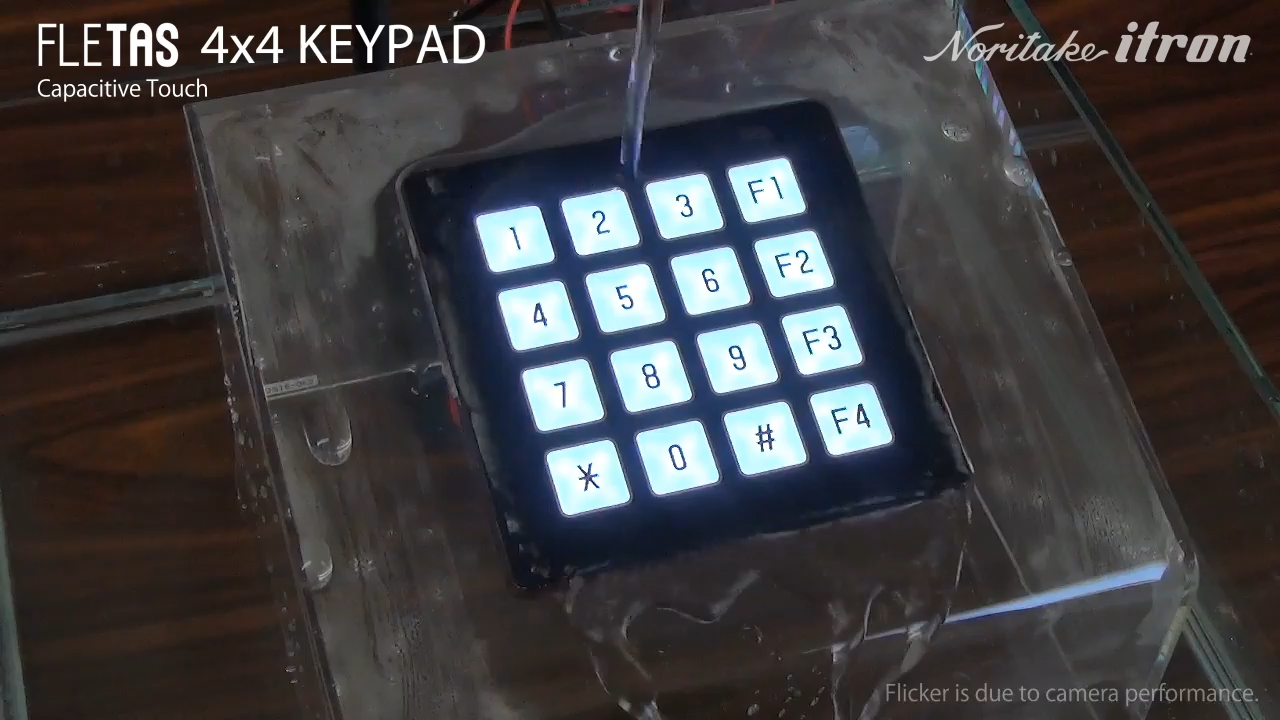 FLETAS 4x4 KEYPAD
Capacitive Touch
Noritake itron
1 2 3 F1
4 5 6 F2
7 8 9 F3
* 0 # F4
Flicker is due to camera performance.